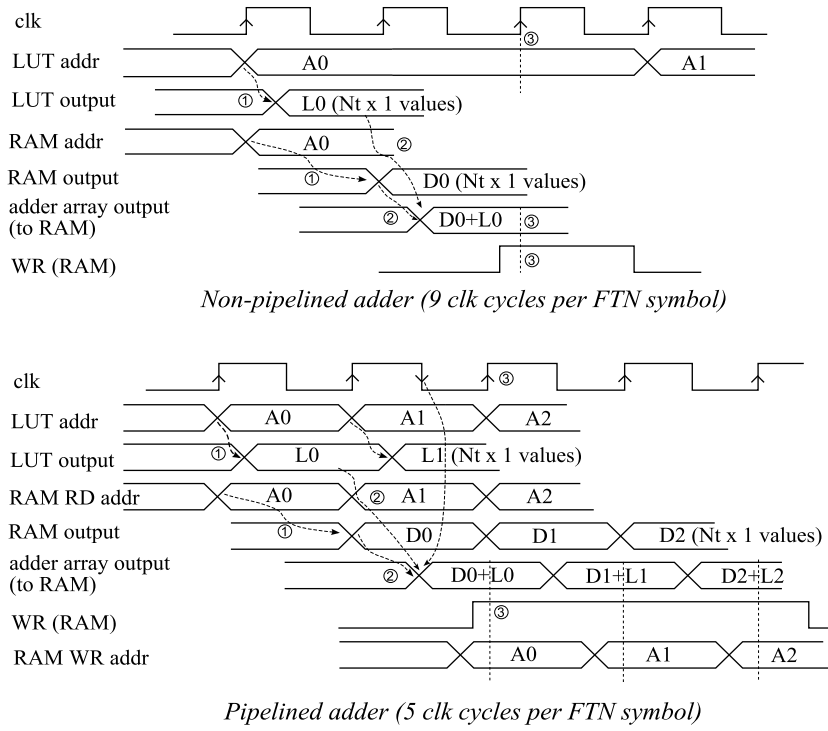 clk
③
LUT addr A0 A1
LUT output ① L0 (Nt x 1 values)
RAM addr A0 ②
RAM output ① D0 (Nt x 1 values)
adder array output
(to RAM) ② D0+L0 ③
WR (RAM) ③
Non-pipelined adder (9 clk cycles per FTN symbol)
clk ③
LUT addr A0 A1 A2
LUT output ① L0 L1 (Nt x 1 values)
RAM RD addr A0 ② A1 A2
RAM output ① D0 D1 D2 (Nt x 1 values)
adder array output
(to RAM) ② D0+L0 D1+L1 D2+L2
WR (RAM) ③
RAM WR addr A0 A1 A2
Pipelined adder (5 clk cycles per FTN symbol)